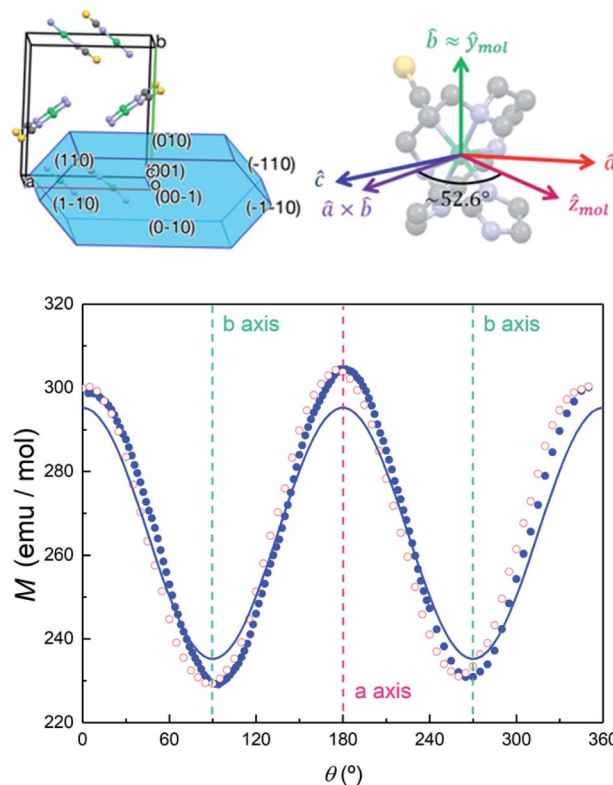 b
a
c
o
(010)
(110)
(001)
(-110)
(00-1)
(1-10)
(-1-10)
(0-10)
b̂ ≈ ŷmol
ĉ
â
â × b̂
ẑmol
~52.6°
320
300
280
260
240
220
M (emu / mol)
b axis
a axis
b axis
0
60
120
180
240
300
360
θ (º)